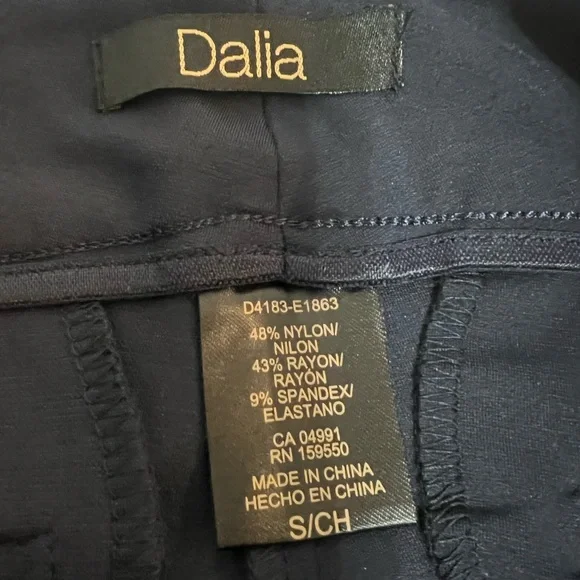 Dalia
D4183-E1863
48% NYLON/
NILON
43% RAYON/
RAYÓN
9% SPANDEX/
ELASTANO
CA 04991
RN 159550
MADE IN CHINA
HECHO EN CHINA
S/CH